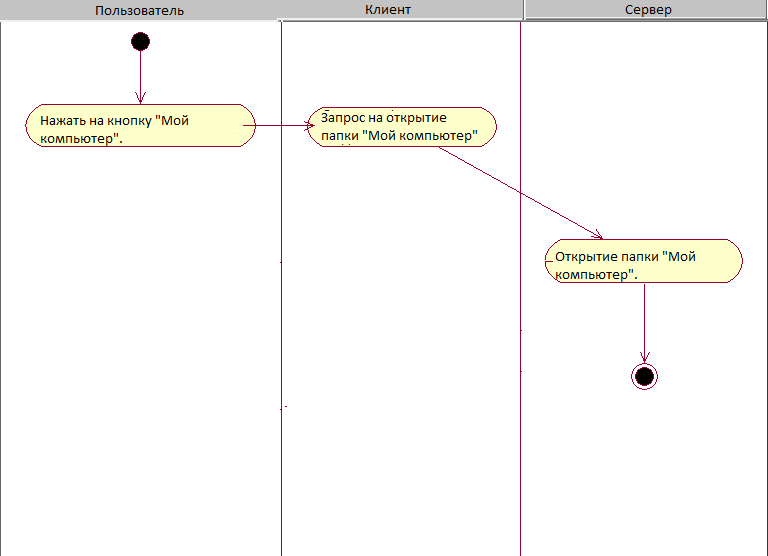 Пользователь
Клиент
Сервер
Нажать на кнопку "Мой
компьютер".
Запрос на открытие
папки "Мой компьютер"
Открытие папки "Мой
компьютер".